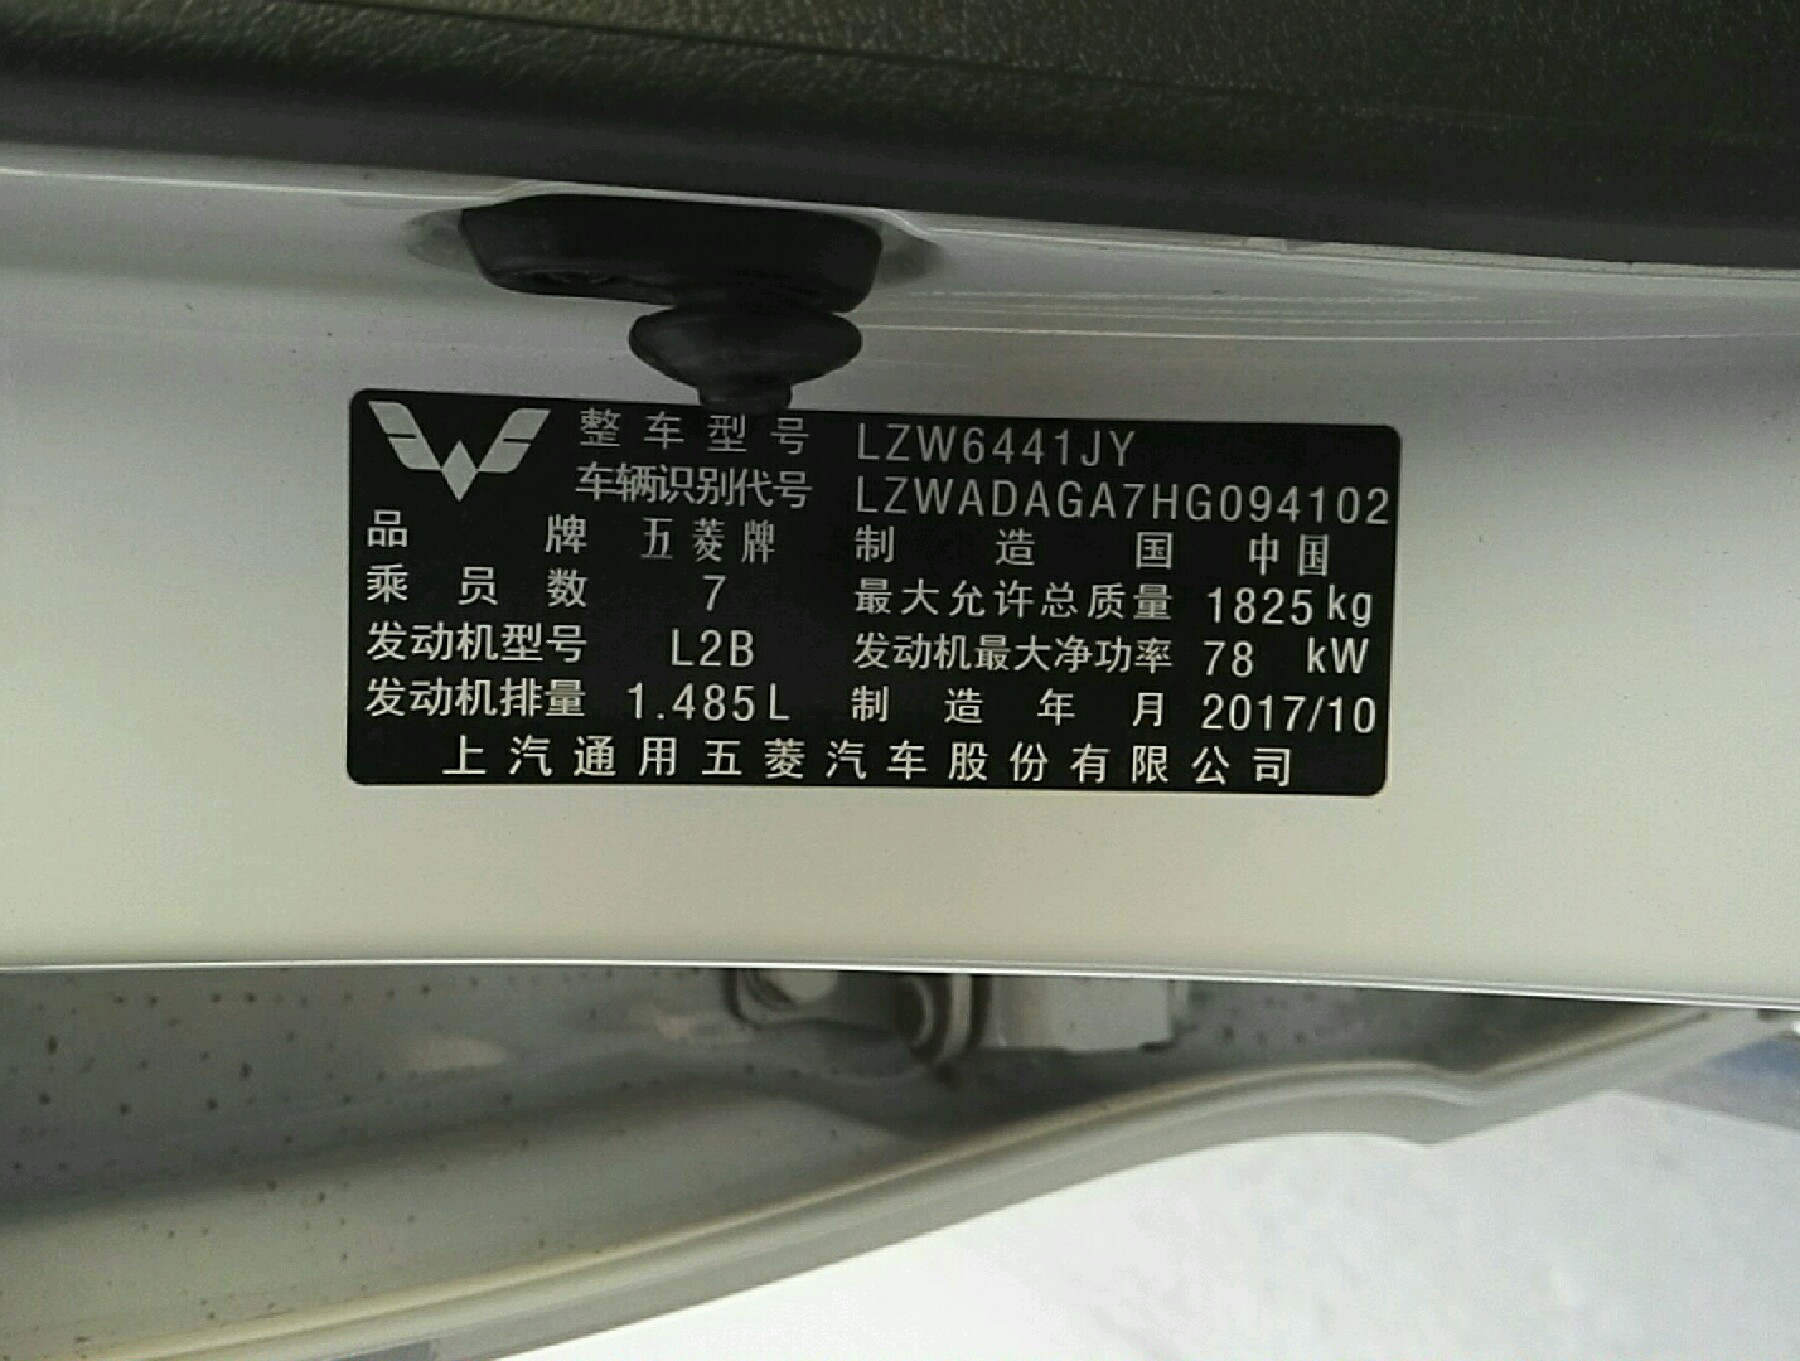 整车型号 LZW6441JY
车辆识别代号 LZWADAGA7HG094102
品牌 五菱牌 制造国 中国
乘员数 7 最大允许总质量 1825kg
发动机型号 L2B 发动机最大净功率 78 kW
发动机排量 1.485L 制造年月 2017/10
上汽通用五菱汽车股份有限公司